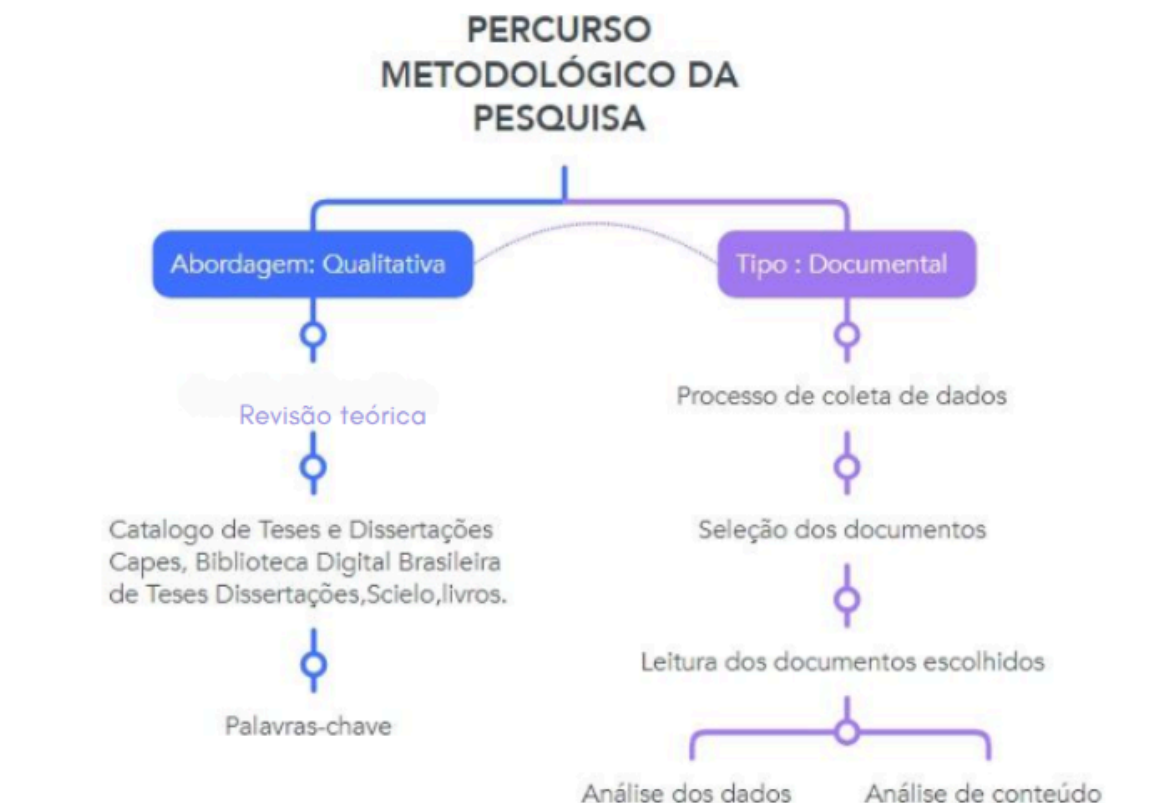 PERCURSO
METODOLÓGICO DA
PESQUISA
Abordagem: Qualitativa
Tipo : Documental
Revisão teórica
Processo de coleta de dados
Catalogo de Teses e Dissertações
Capes, Biblioteca Digital Brasileira
de Teses Dissertações,Scielo,livros.
Seleção dos documentos
Leitura dos documentos escolhidos
Palavras-chave
Análise dos dados
Análise de conteúdo